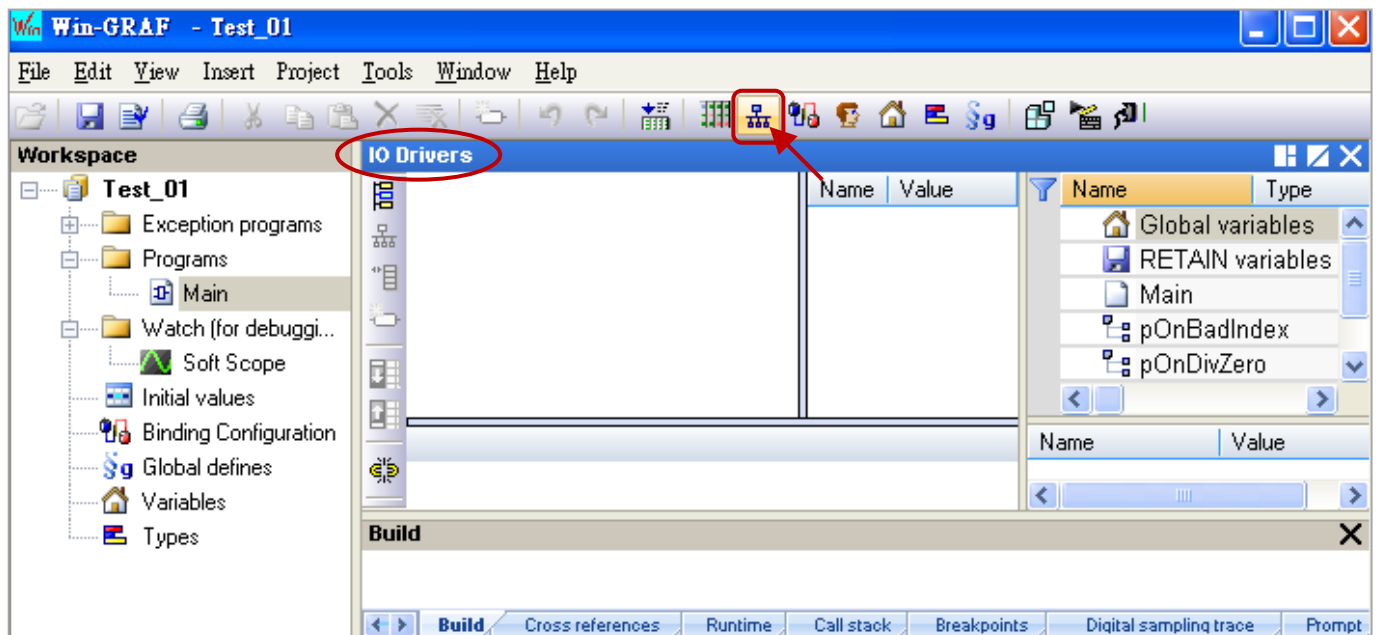 Win-GRAF - Test_01
File Edit View Insert Project Tools Window Help
Workspace
Test_01
Exception programs
Programs
Main
Watch (for debuggi...
Soft Scope
Initial values
Binding Configuration
Global defines
Variables
Types
IO Drivers
Name Value
Name Type
Global variables
RETAIN variables
Main
pOnBadIndex
pOnDivZero
Name Value
Build
Build Cross references Runtime Call stack Breakpoints Digital sampling trace Prompt